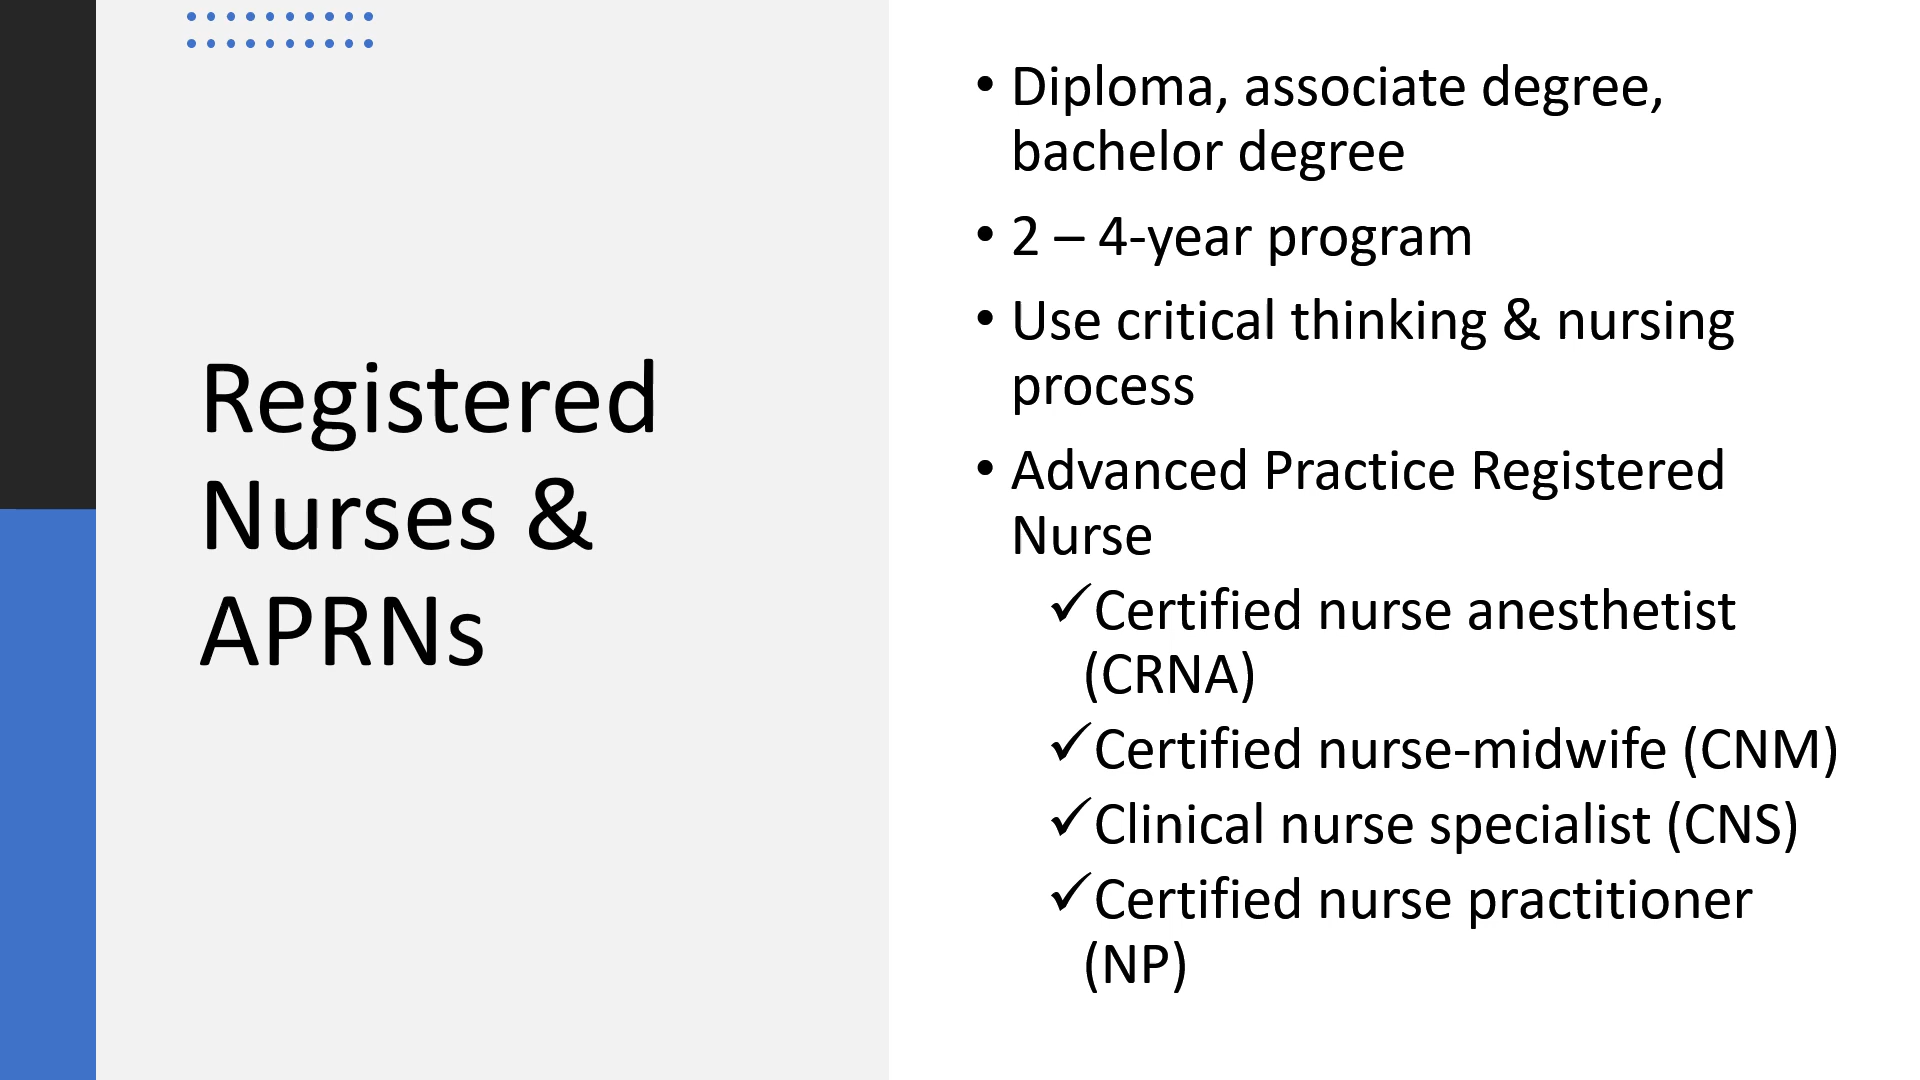 Registered
Nurses &
APRNs
• Diploma, associate degree,
bachelor degree
• 2 – 4-year program
• Use critical thinking & nursing
process
• Advanced Practice Registered
Nurse
✓Certified nurse anesthetist
(CRNA)
✓Certified nurse-midwife (CNM)
✓Clinical nurse specialist (CNS)
✓Certified nurse practitioner
(NP)